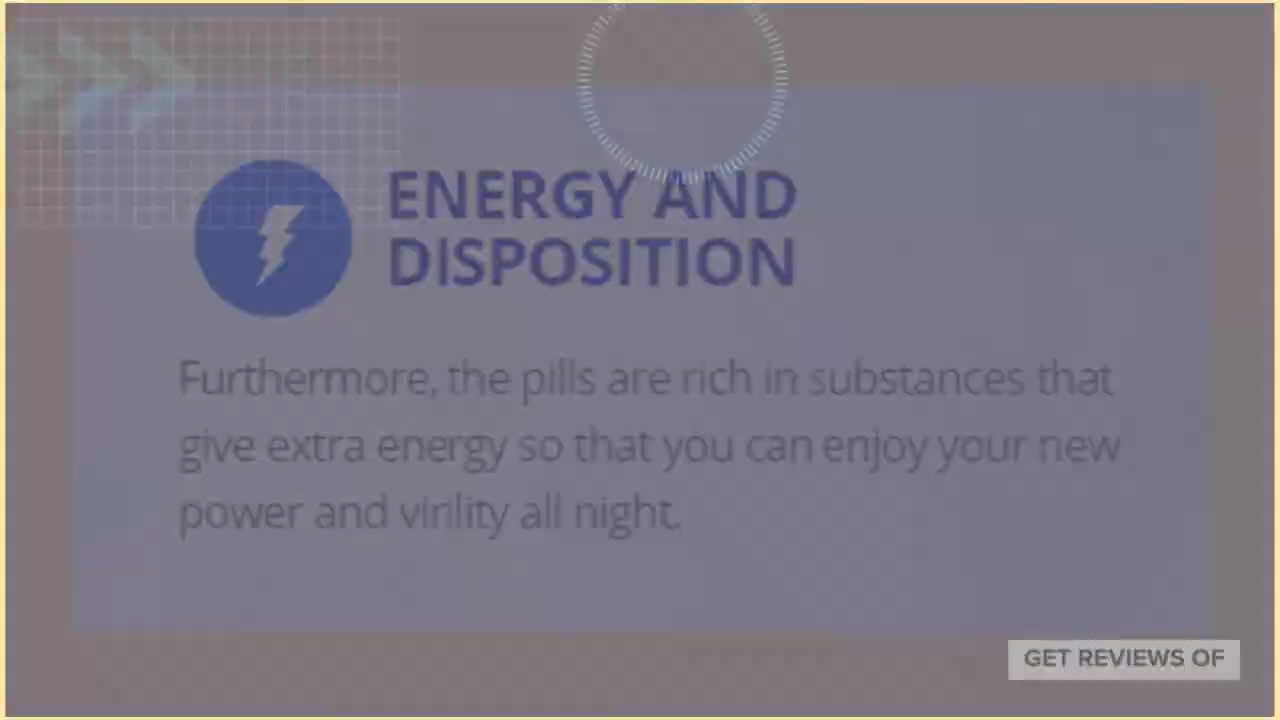 ENERGY AND
DISPOSITION
Furthermore, the pills are rich in substances that
give extra energy so that you can enjoy your new
power and virility all night.
GET REVIEWS OF